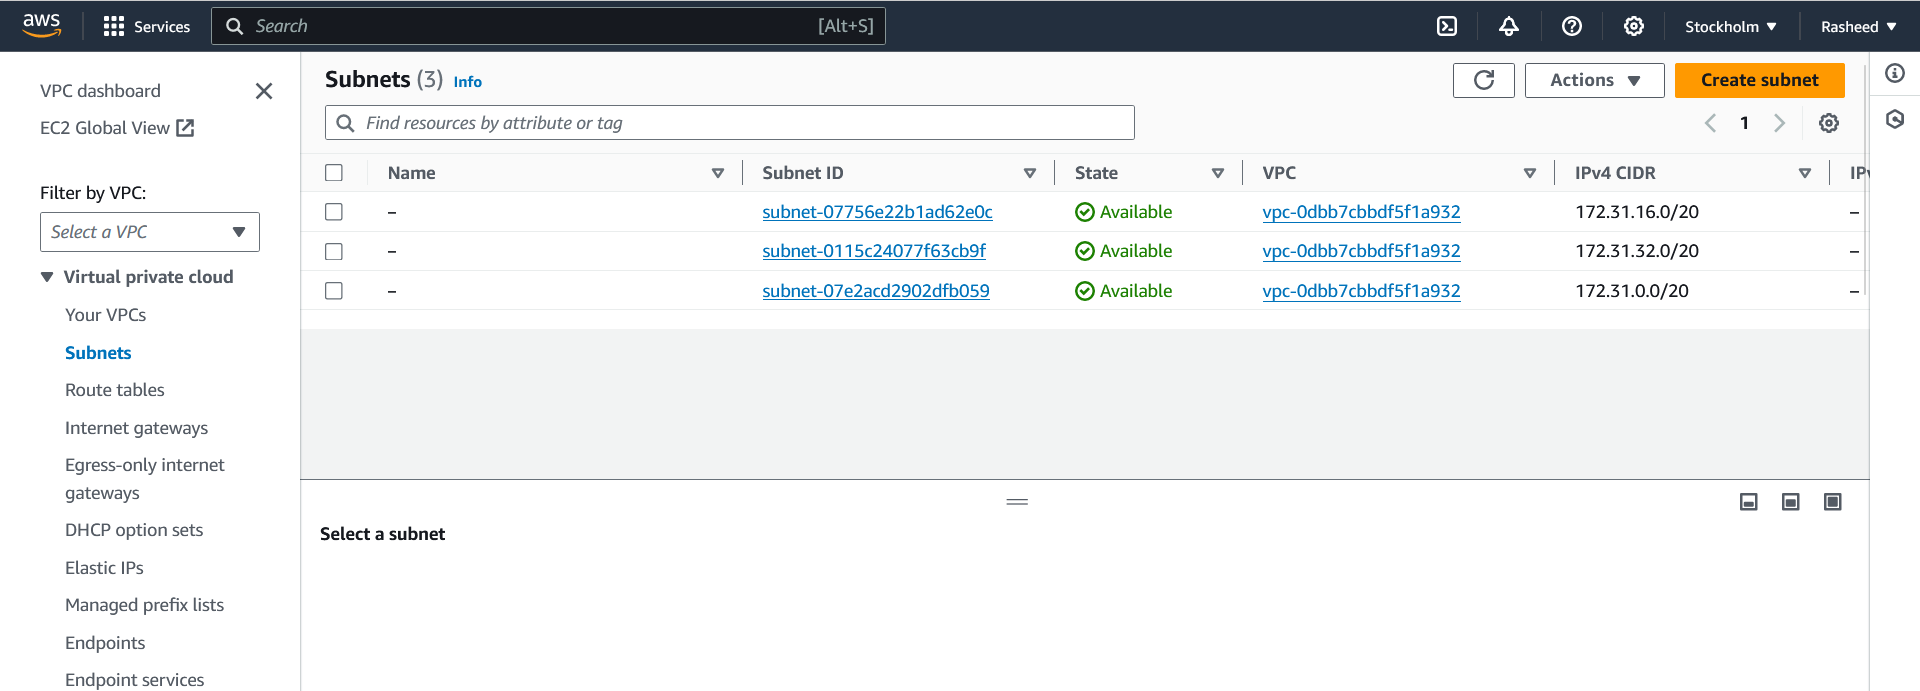 aws Services Search [Alt+S] Stockholm Rasheed
VPC dashboard
EC2 Global View
Filter by VPC:
Select a VPC
Virtual private cloud
Your VPCs
Subnets
Route tables
Internet gateways
Egress-only internet
gateways
DHCP option sets
Elastic IPs
Managed prefix lists
Endpoints
Endpoint services
Subnets (3) Info Actions Create subnet
Find resources by attribute or tag 1
Name Subnet ID State VPC IPv4 CIDR
– subnet-07756e22b1ad62e0c Available vpc-0dbb7cbbdf5f1a932 172.31.16.0/20 –
– subnet-0115c24077f63cb9f Available vpc-0dbb7cbbdf5f1a932 172.31.32.0/20 –
– subnet-07e2acd2902dfb059 Available vpc-0dbb7cbbdf5f1a932 172.31.0.0/20 –
Select a subnet